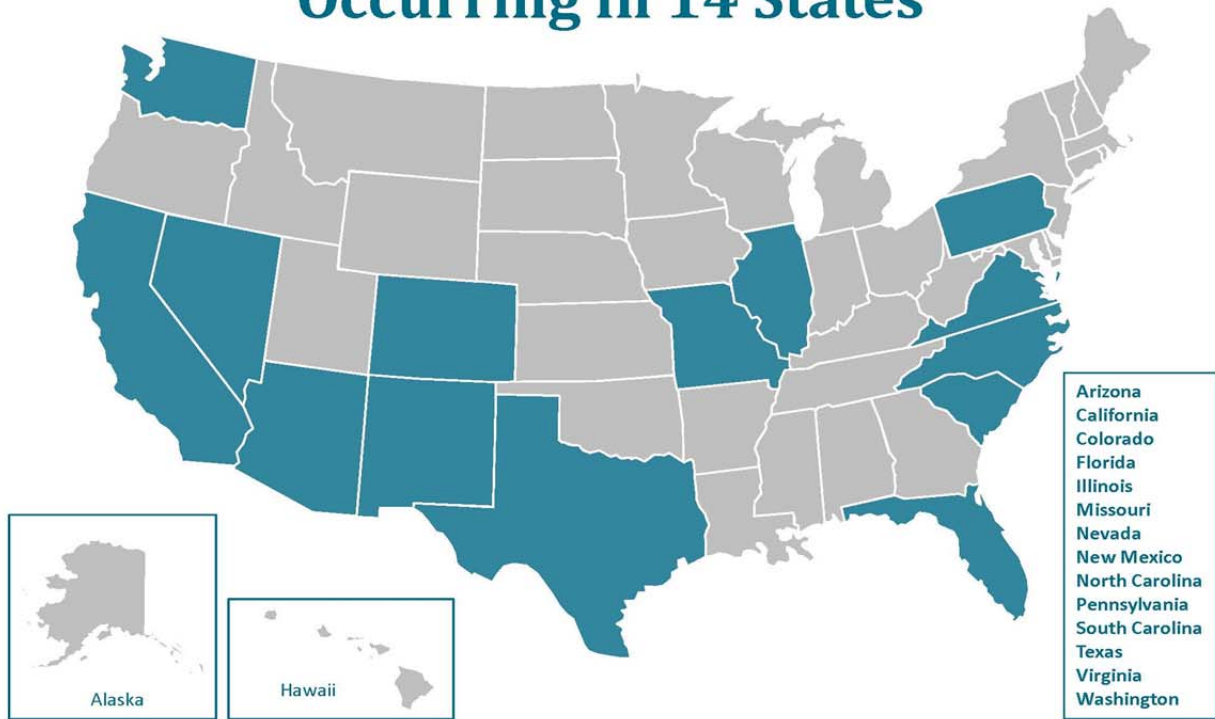 Occurring in 14 States
Arizona
California
Colorado
Florida
Illinois
Missouri
Nevada
New Mexico
North Carolina
Pennsylvania
South Carolina
Texas
Virginia
Washington
Alaska
Hawaii